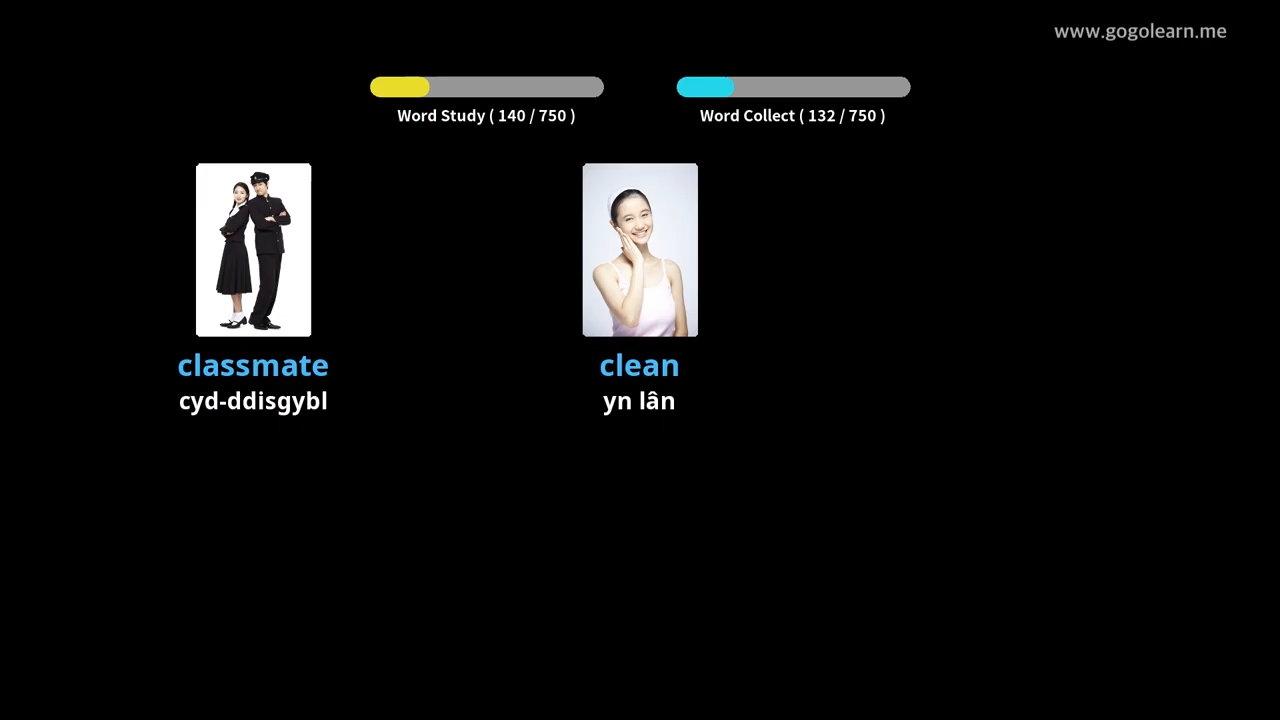 www.gogolearn.me
Word Study ( 140 / 750 )
Word Collect ( 132 / 750 )
classmate
cyd-ddisgybl
clean
yn lân